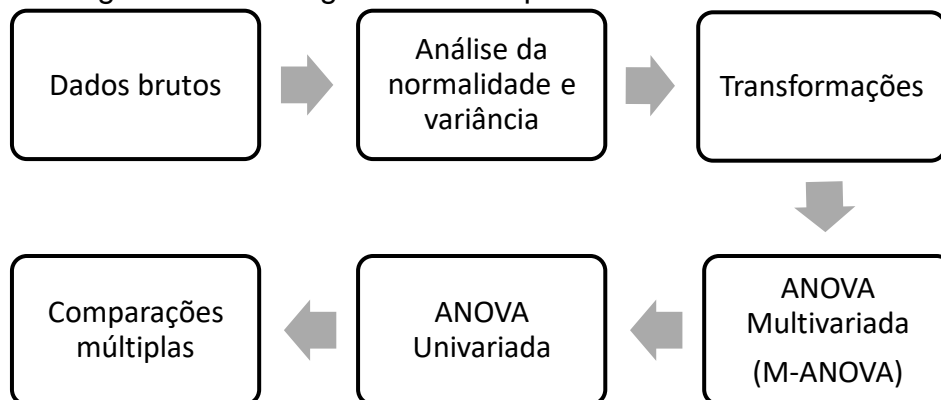 Dados brutos
Análise da
normalidade e
variância
Transformações
ANOVA
Multivariada
(M-ANOVA)
ANOVA
Univariada
Comparações
múltiplas